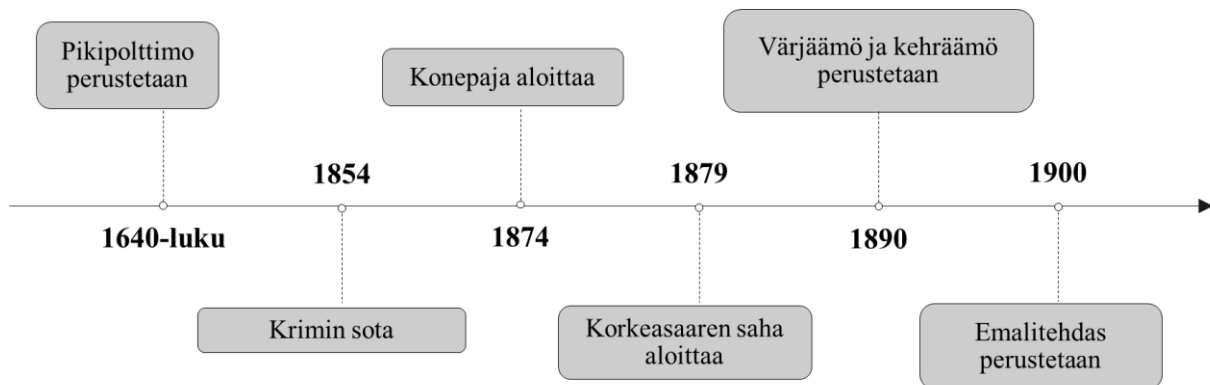 Pikipolttimo
perustetaan
Konepaja aloittaa
Värjäämö ja kehräämö
perustetaan
1854
1879
1900
1640-luku
1874
1890
Krimin sota
Korkeasaaren saha
aloittaa
Emalitehdas
perustetaan